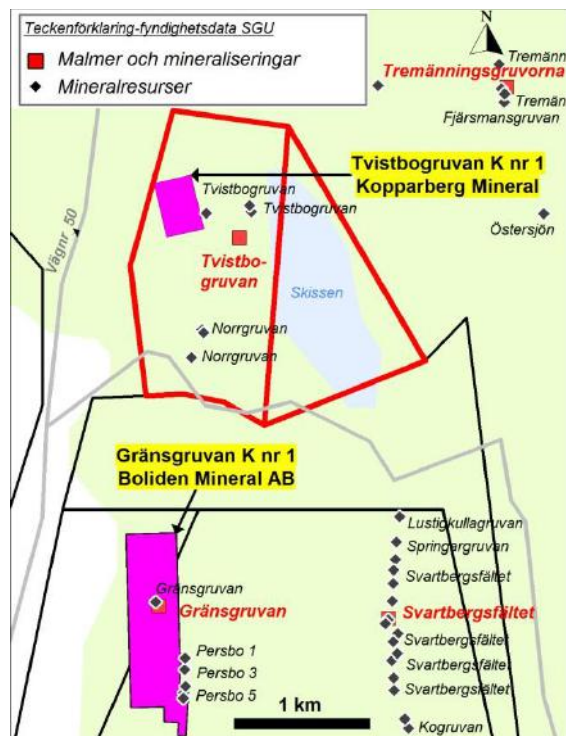 Teckenförklaring-fyndighetsdata SGU
Malmer och mineraliseringar
Mineralresurser
N
Tremänn
Tremänningsgruvorna
Tremän
Fjärsmansgruvan
Tvistbogruvan K nr 1
Kopparberg Mineral
Tvistbogruvan
Tvistbogruvan
Östersjön
Vägnr 50
Tvistbo-
gruvan
Skissen
Norrgruvan
Norrgruvan
Gränsgruvan K nr 1
Boliden Mineral AB
Lustigkullagruvan
Springargruvan
Svartbergsfältet
Gränsgruvan
Gränsgruvan
Svartbergsfältet
Svartbergsfältet
Persbo 1
Svartbergsfältet
Persbo 3
Persbo 5
Svartbergsfältet
1 km
Kogruvan